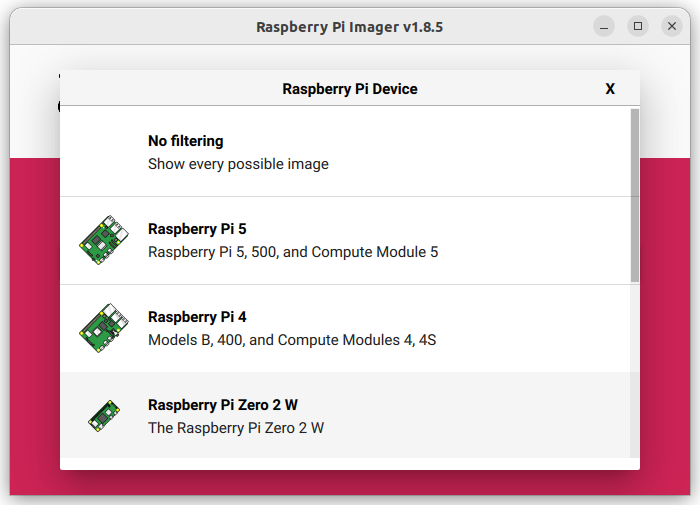 Raspberry Pi Imager v1.8.5
Raspberry Pi Device
X
No filtering
Show every possible image
Raspberry Pi 5
Raspberry Pi 5, 500, and Compute Module 5
Raspberry Pi 4
Models B, 400, and Compute Modules 4, 4S
Raspberry Pi Zero 2 W
The Raspberry Pi Zero 2 W